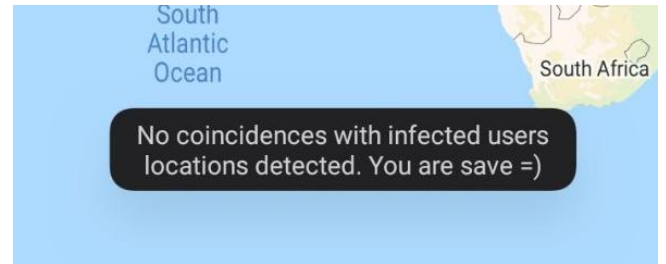 South
Atlantic
Ocean
South Africa
No coincidences with infected users
locations detected. You are save =)